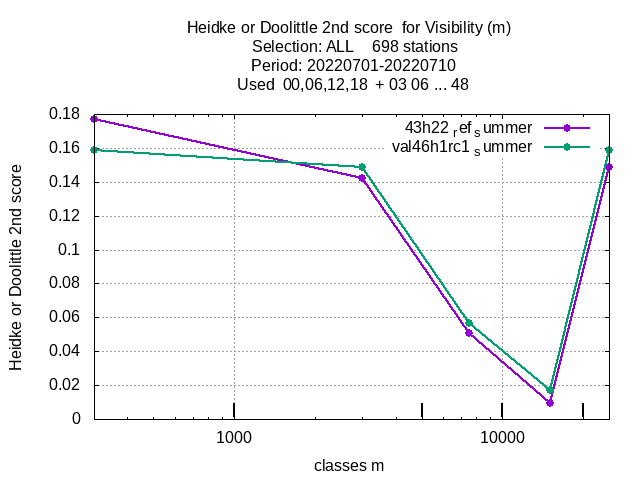 Heidke or Doolittle 2nd score for Visibility (m)
Selection: ALL 698 stations
Period: 20220701-20220710
Used 00,06,12,18 + 03 06 ... 48
43h22 ref summer
val46h1rc1 summer
Heidke or Doolittle 2nd score
0.18
0.16
0.14
0.12
0.1
0.08
0.06
0.04
0.02
0
1000 10000
classes m